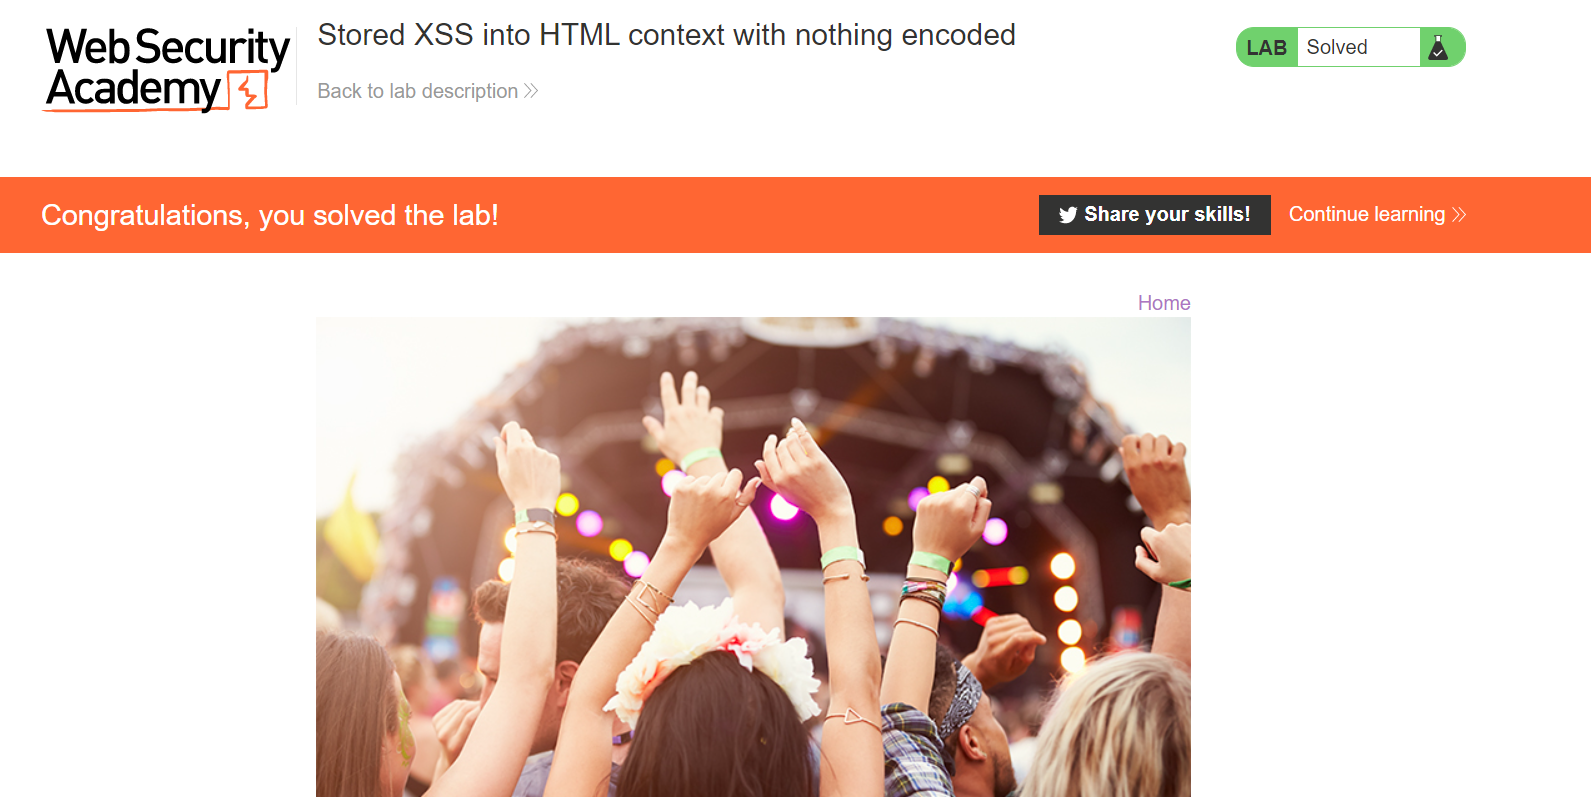 Web Security
Academy
Stored XSS into HTML context with nothing encoded
Back to lab description
LAB Solved
Congratulations, you solved the lab!
Share your skills!
Continue learning
Home